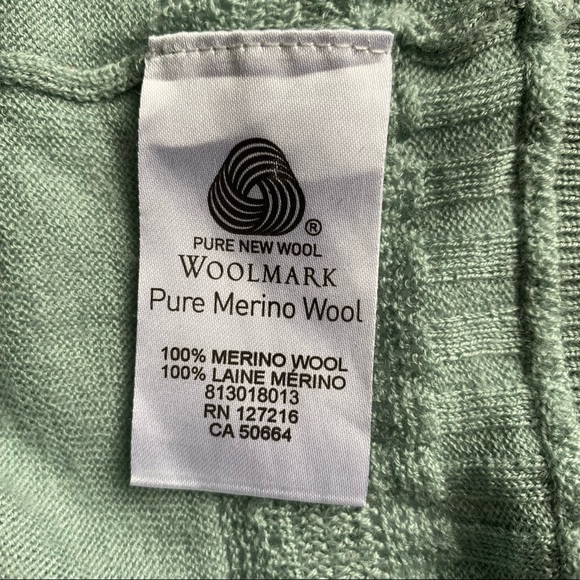 ®
PURE NEW WOOL
WOOLMARK
Pure Merino Wool
100% MERINO WOOL
100% LAINE MÉRINO
813018013
RN 127216
CA 50664